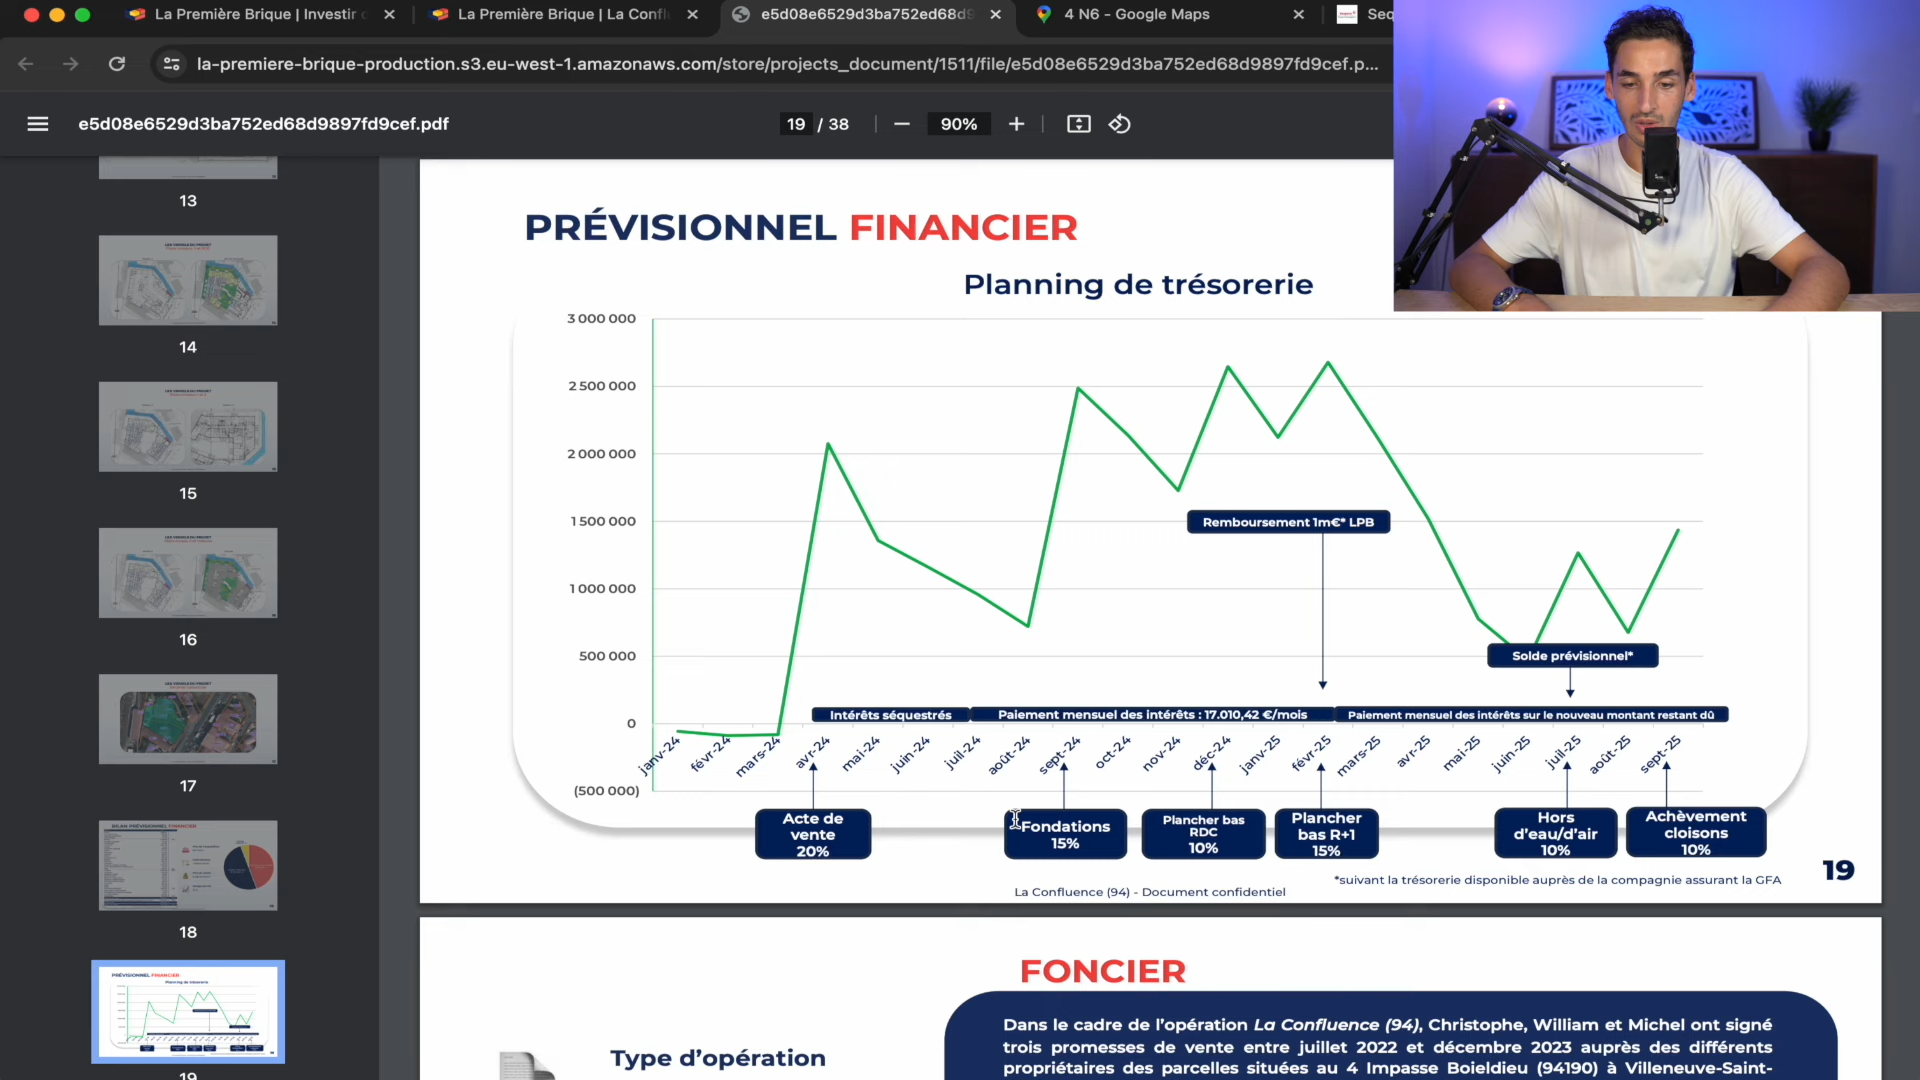 La Première Brique | Investir
La Première Brique | La Confl
e5d08e6529d3ba752ed68d9
4 N6 - Google Maps
Seq
la-premiere-brique-production.s3.eu-west-1.amazonaws.com/store/projects_document/1511/file/e5d08e6529d3ba752ed68d9897fd9cef.p...
e5d08e6529d3ba752ed68d9897fd9cef.pdf
19 / 38
90%
13
14
15
16
17
18
19
PRÉVISIONNEL FINANCIER
Planning de trésorerie
3 000 000
2 500 000
2 000 000
1 500 000
1 000 000
500 000
0
(500 000)
Remboursement 1m€* LPB
Solde prévisionnel*
Intérêts séquestrés
Paiement mensuel des intérêts : 17.010,42 €/mois
Paiement mensuel des intérêts sur le nouveau montant restant dû
janv-24
févr-24
mars-24
avr-24
mai-24
juin-24
juil-24
août-24
sept-24
oct-24
nov-24
déc-24
janv-25
févr-25
mars-25
avr-25
mai-25
juin-25
juil-25
août-25
sept-25
Acte de
vente
20%
Fondations
15%
Plancher bas
RDC
10%
Plancher
bas R+1
15%
Hors
d'eau/d'air
10%
Achèvement
cloisons
10%
*suivant la trésorerie disponible auprès de la compagnie assurant la GFA
19
La Confluence (94) - Document confidentiel
FONCIER
Type d'opération
Dans le cadre de l'opération La Confluence (94), Christophe, William et Michel ont signé
trois promesses de vente entre juillet 2022 et décembre 2023 auprès des différents
propriétaires des parcelles situées au 4 Impasse Boieldieu (94190) à Villeneuve-Saint-